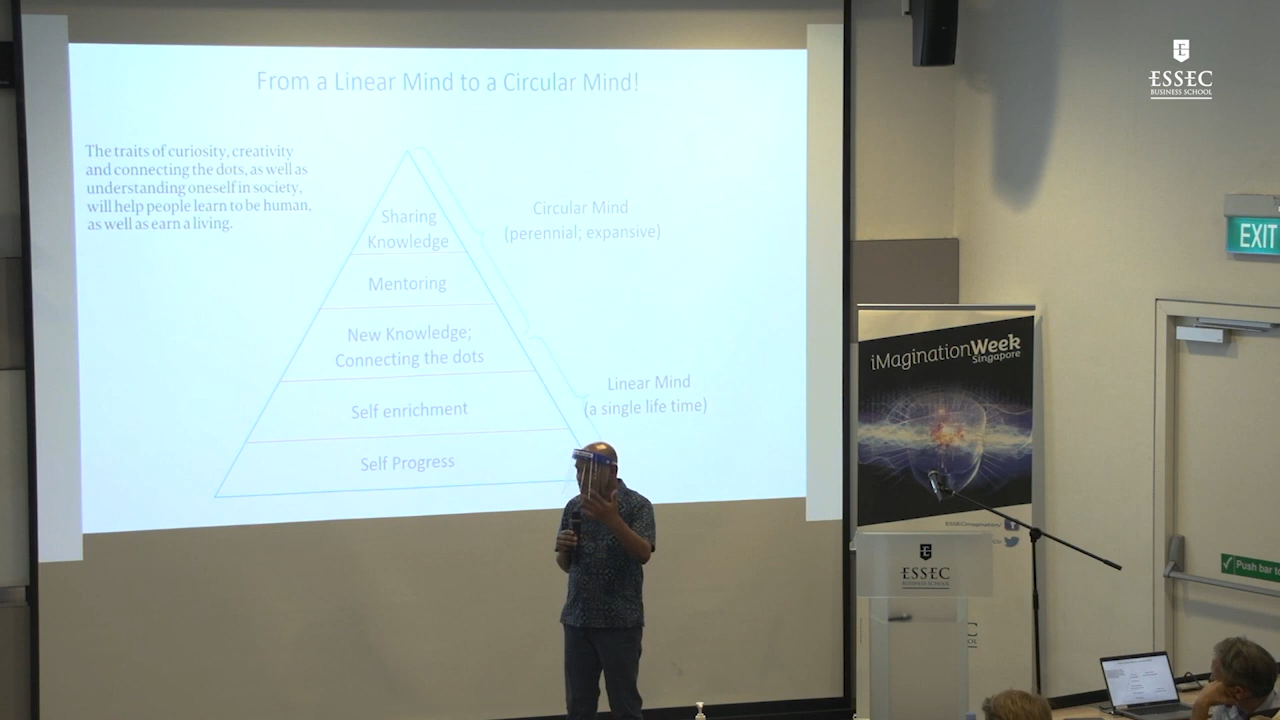 From a Linear Mind to a Circular Mind!
The traits of curiosity, creativity
and connecting the dots, as well as
understanding oneself in society,
will help people learn to be human,
as well as earn a living.
Sharing
Knowledge
Mentoring
New Knowledge;
Connecting the dots
Self enrichment
Self Progress
Circular Mind
(perennial; expansive)
Linear Mind
(a single life time)
ESSEC
BUSINESS SCHOOL
EXIT
iMaginationWeek
Singapore
ESSEC
BUSINESS SCHOOL
Push bar